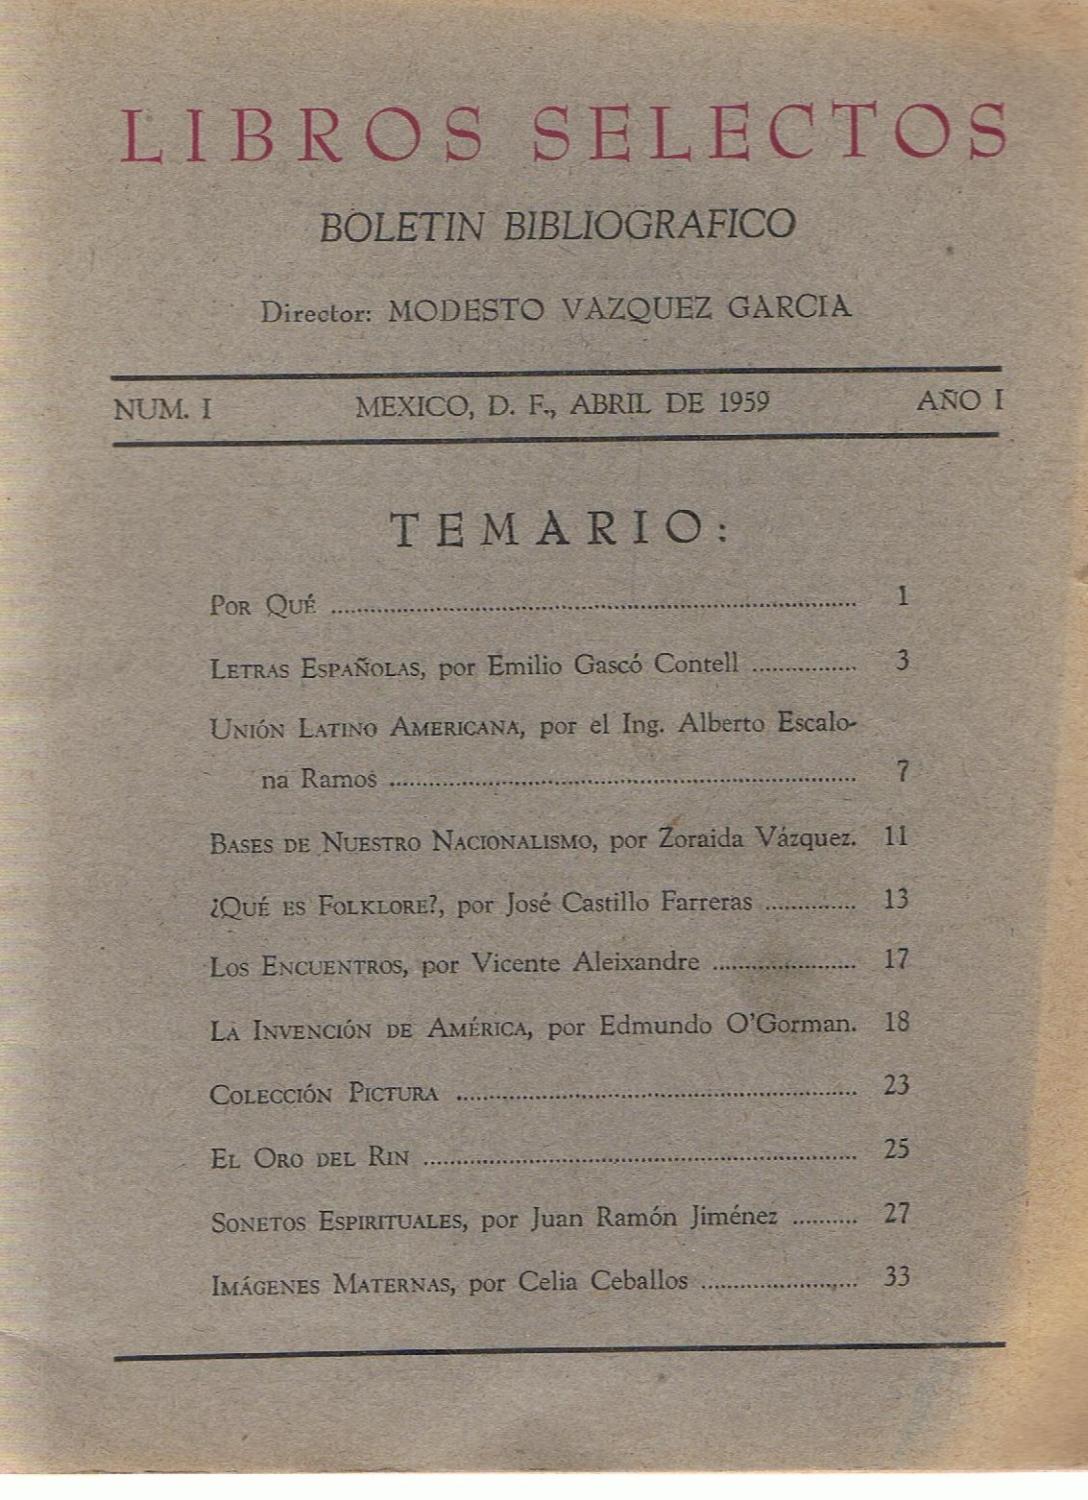 LIBROS SELECTOS
BOLETIN BIBLIOGRAFICO
Director: MODESTO VAZQUEZ GARCIA
NUM. I MEXICO, D. F., ABRIL DE 1959 AÑO I
TEMARIO:
POR QUÉ ........................................ 1
LETRAS ESPAÑOLAS, por Emilio Gascó Contell ............... 3
UNIÓN LATINO AMERICANA, por el Ing. Alberto Escalo-
na Ramos ........................................ 7
BASES DE NUESTRO NACIONALISMO, por Zoraida Vázquez. 11
¿QUÉ ES FOLKLORE?, por José Castillo Farreras ............. 13
LOS ENCUENTROS, por Vicente Aleixandre ..................... 17
LA INVENCIÓN DE AMÉRICA, por Edmundo O'Gorman. 18
COLECCIÓN PICTURA ........................................ 23
EL ORO DEL RIN ........................................ 25
SONETOS ESPIRITUALES, por Juan Ramón Jiménez .......... 27
IMÁGENES MATERNAS, por Celia Ceballos ....................... 33